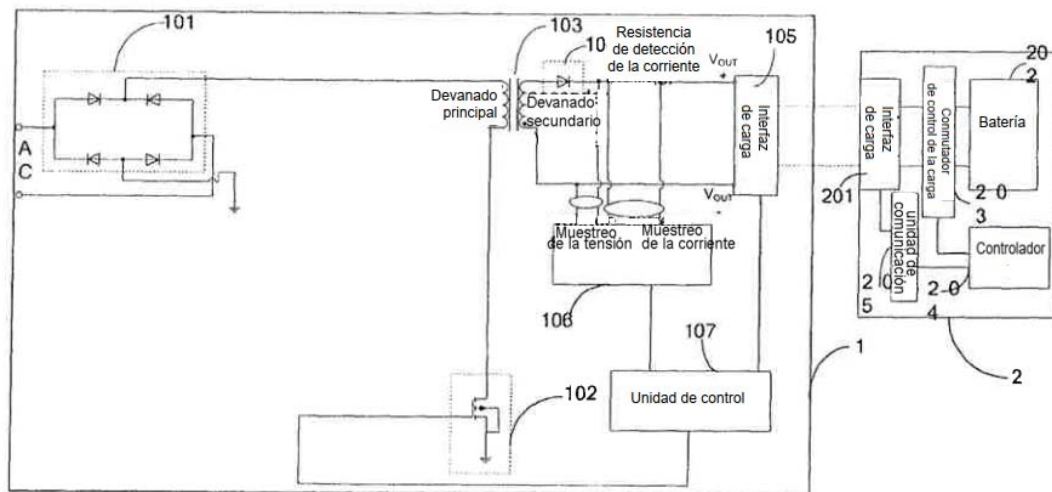 101
103
10
Resistencia
de detección
de la corriente
105
V OUT
+
20
2
Devanado
principal
Devanado
secundario
Interfaz
de carga
Interfaz
de carga
Conmutador
de control de la carga
Batería
A
C
201
V OUT
-
2 0
3
Muestreo
de la tensión
Muestreo
de la corriente
unidad de
comunicación
Controlador
2 0
5
2 0
4
106
107
1
2
Unidad de control
102